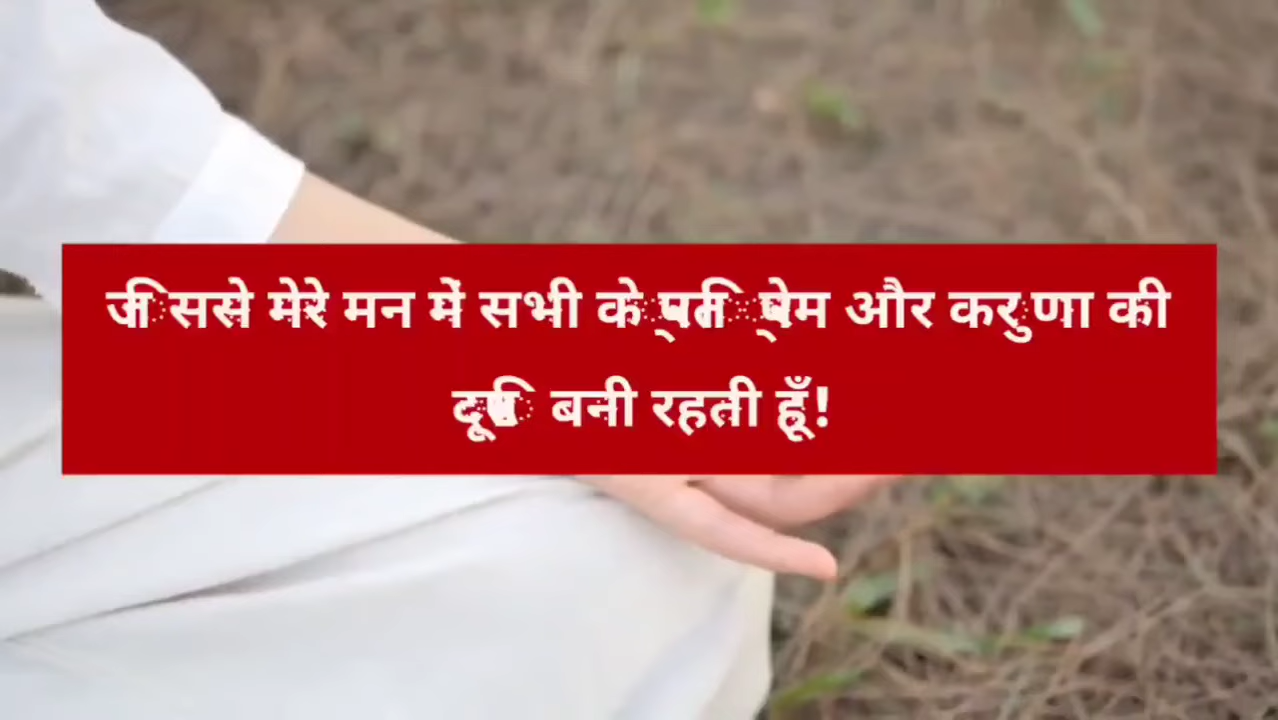 जिससे मेरे मन में सभी के प्रति प्रेम और करुणा की
बनी रहती हूँ!